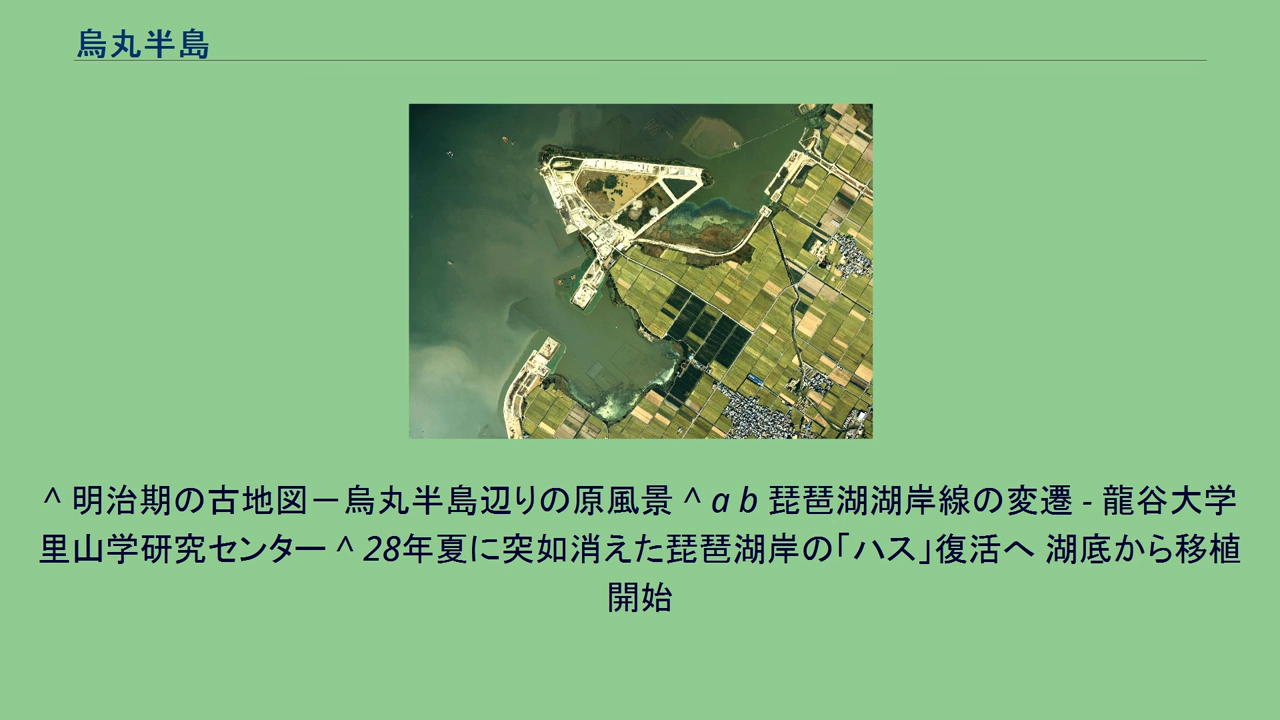 烏丸半島
^ 明治期の古地図－烏丸半島辺りの原風景 ^ a b 琵琶湖湖岸線の変遷 - 龍谷大学
里山学研究センター ^ 28年夏に突如消えた琵琶湖岸の「ハス」復活へ 湖底から移植
開始